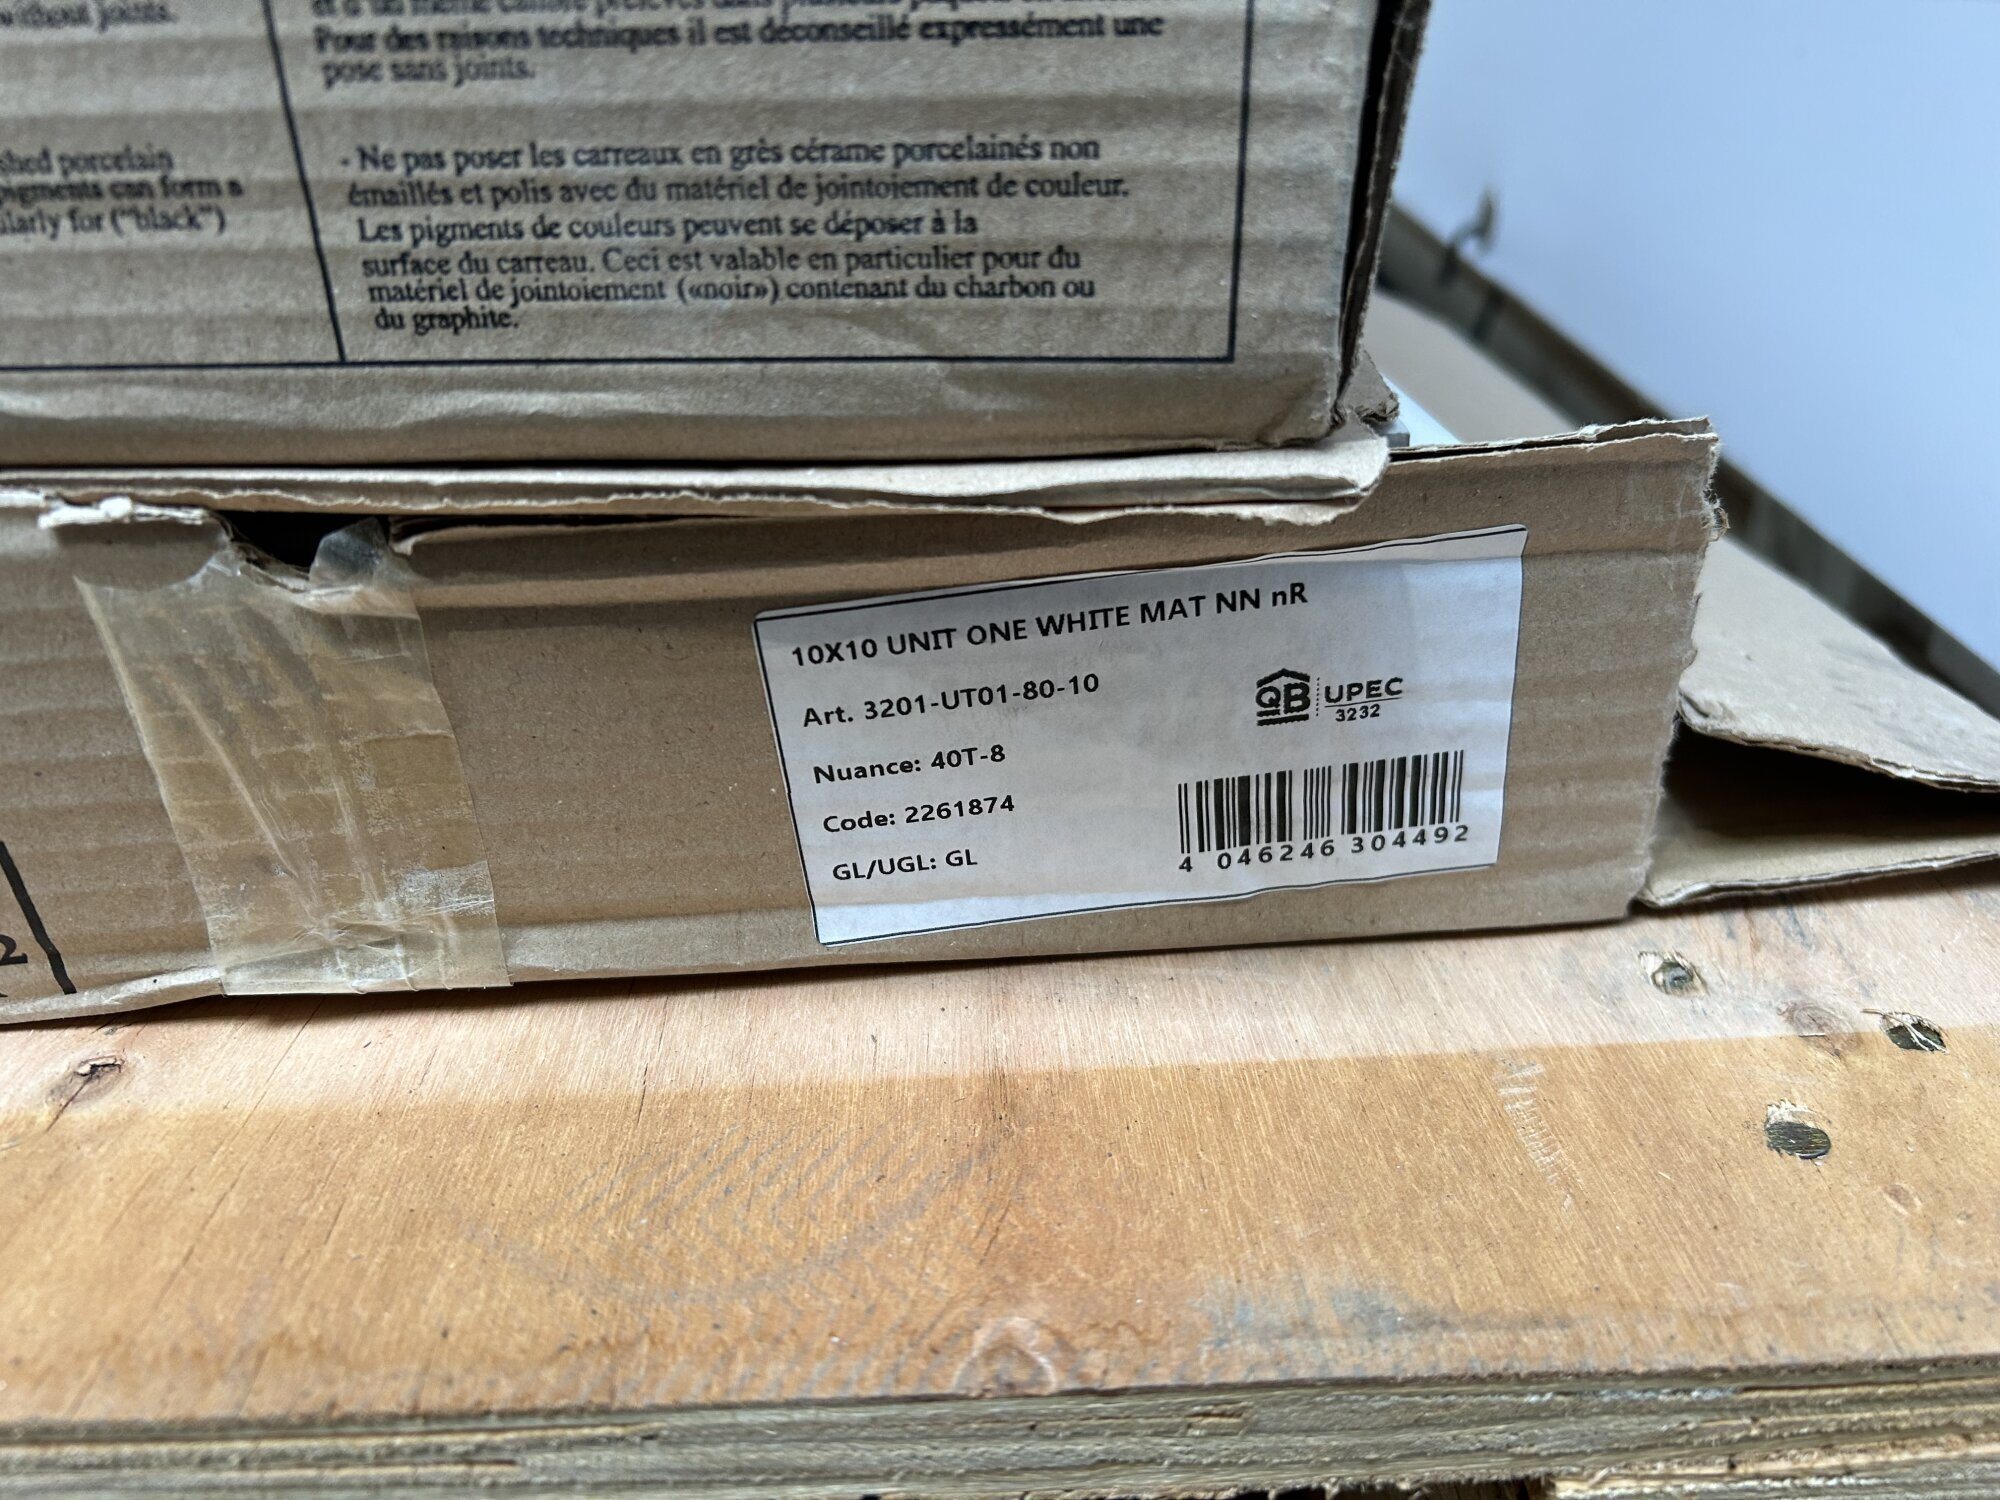 without joints.
shed porcelain
pigments can form a
ilarly for ("black")
Pour des raisons techniques il est déconseillé expressément une
pose sans joints.
- Ne pas poser les carreaux en grès cérame porcelainés non
émaillés et polis avec du matériel de jointoiement de couleur.
Les pigments de couleurs peuvent se déposer à la
surface du carreau. Ceci est valable en particulier pour du
matériel de jointoiement («noir») contenant du charbon ou
du graphite.
10X10 UNIT ONE WHITE MAT NN nR
Art. 3201-UT01-80-10
QB UPEC
3232
Nuance: 40T-8
Code: 2261874
GL/UGL: GL
4 046246 304492
2